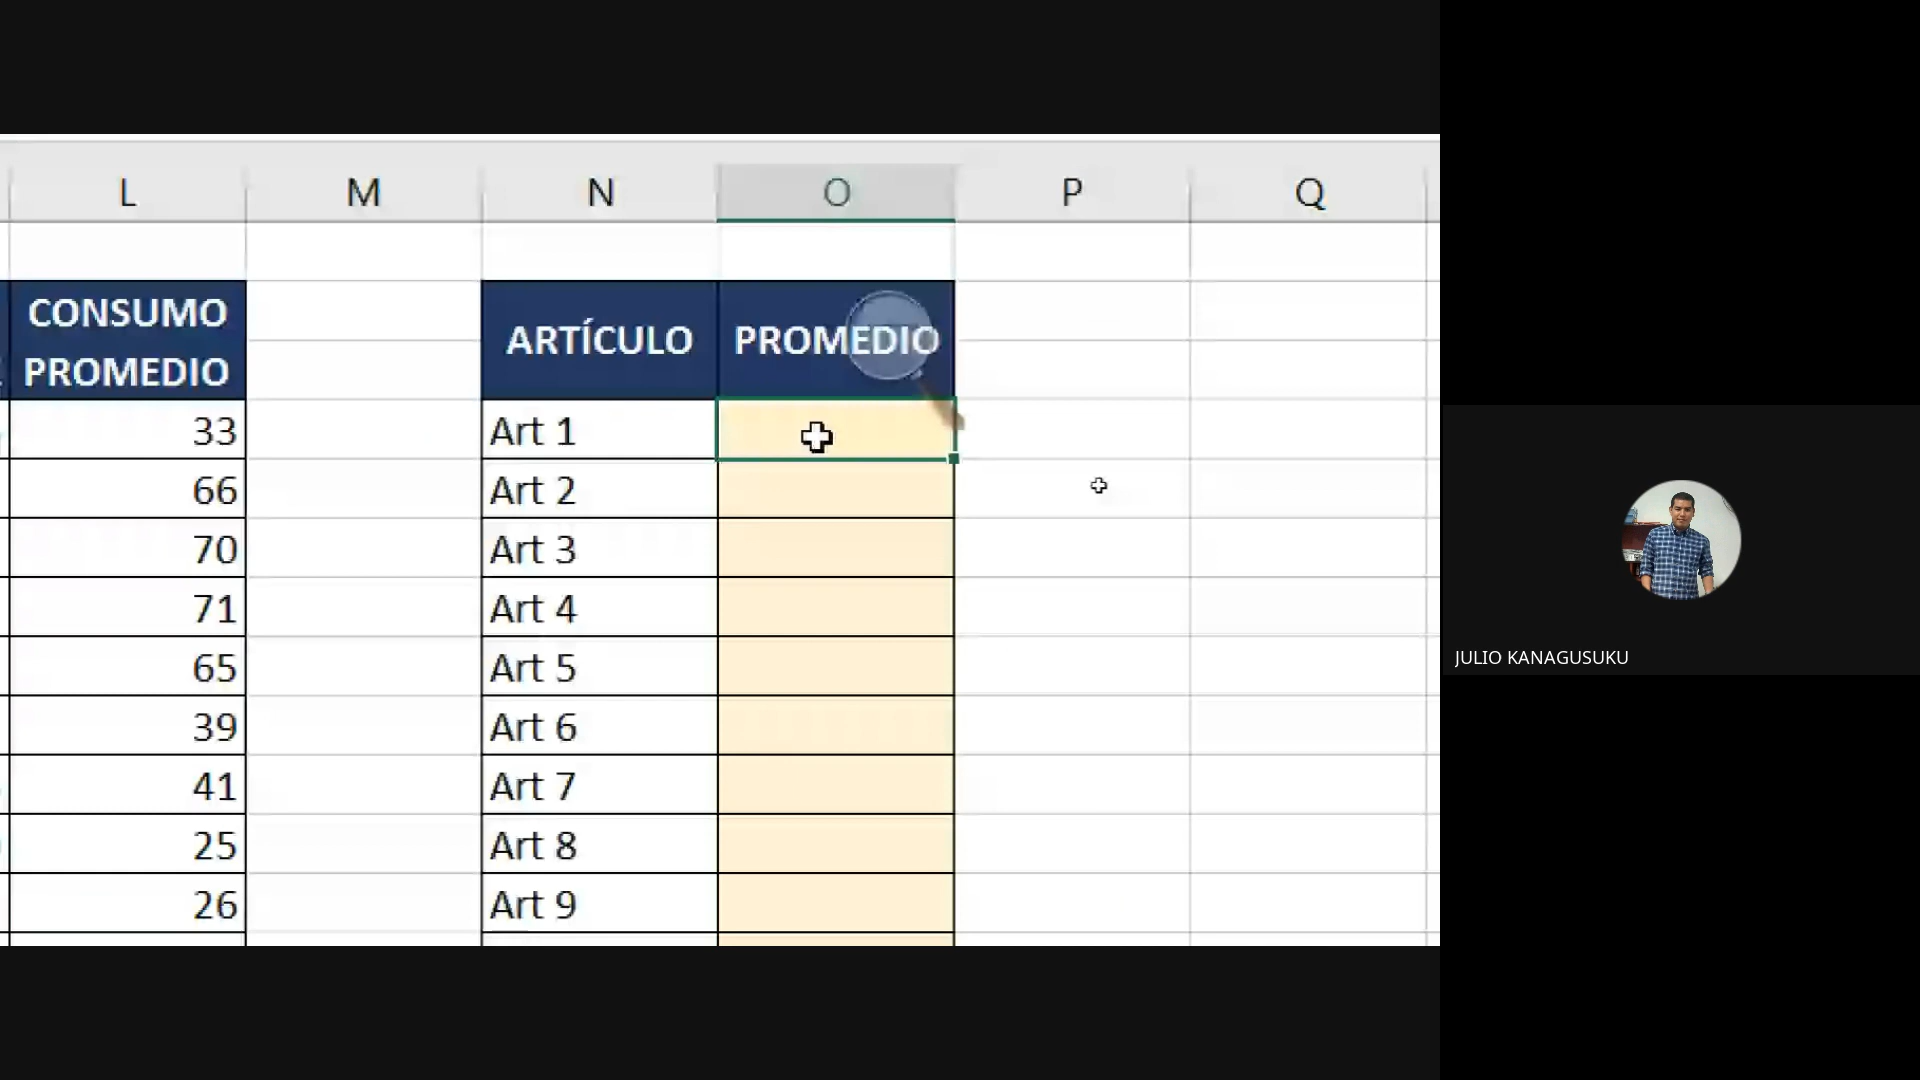 L M N O P Q
CONSUMO
PROMEDIO
ARTÍCULO PROMEDIO
33 Art 1
66 Art 2
70 Art 3
71 Art 4
65 Art 5
39 Art 6
41 Art 7
25 Art 8
26 Art 9
JULIO KANAGUSUKU